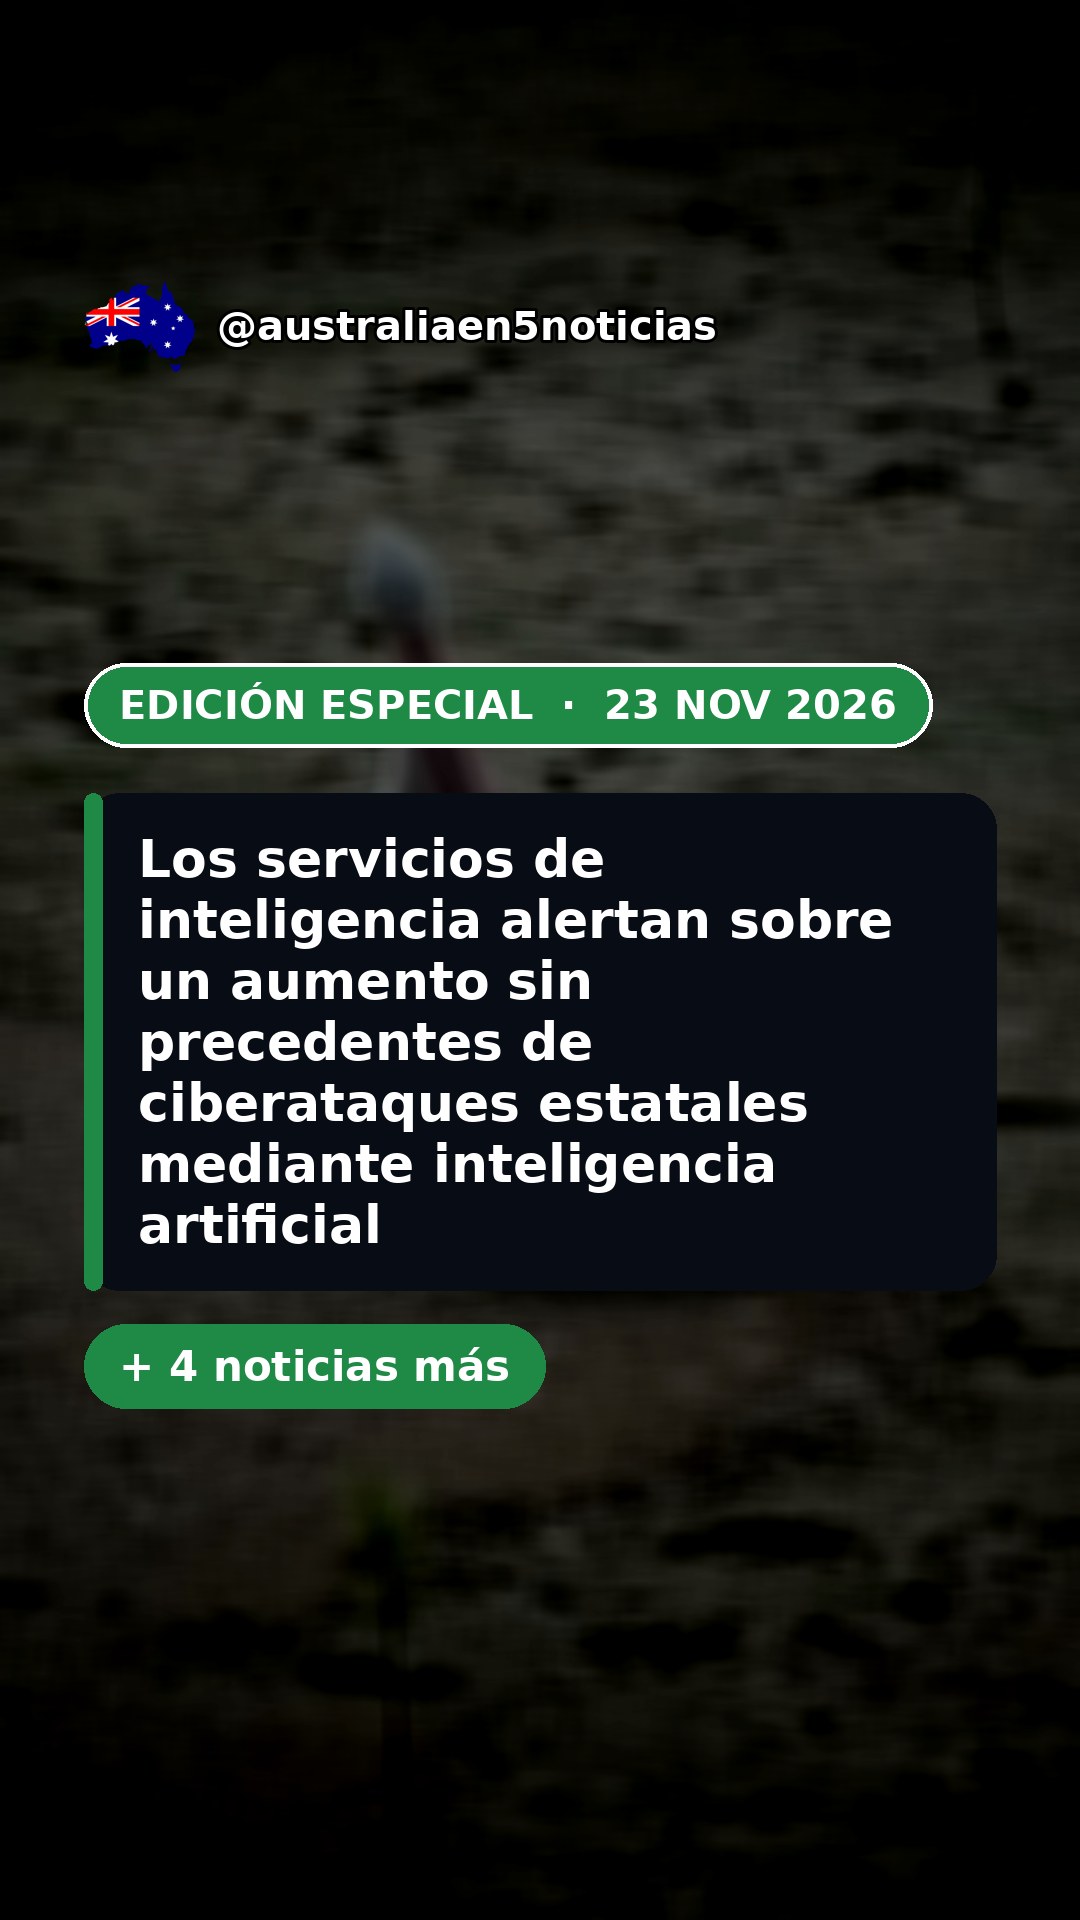 @australiaen5noticias
EDICIÓN ESPECIAL · 23 NOV 2026
Los servicios de
inteligencia alertan sobre
un aumento sin
precedentes de
ciberataques estatales
mediante inteligencia
artificial
+ 4 noticias más